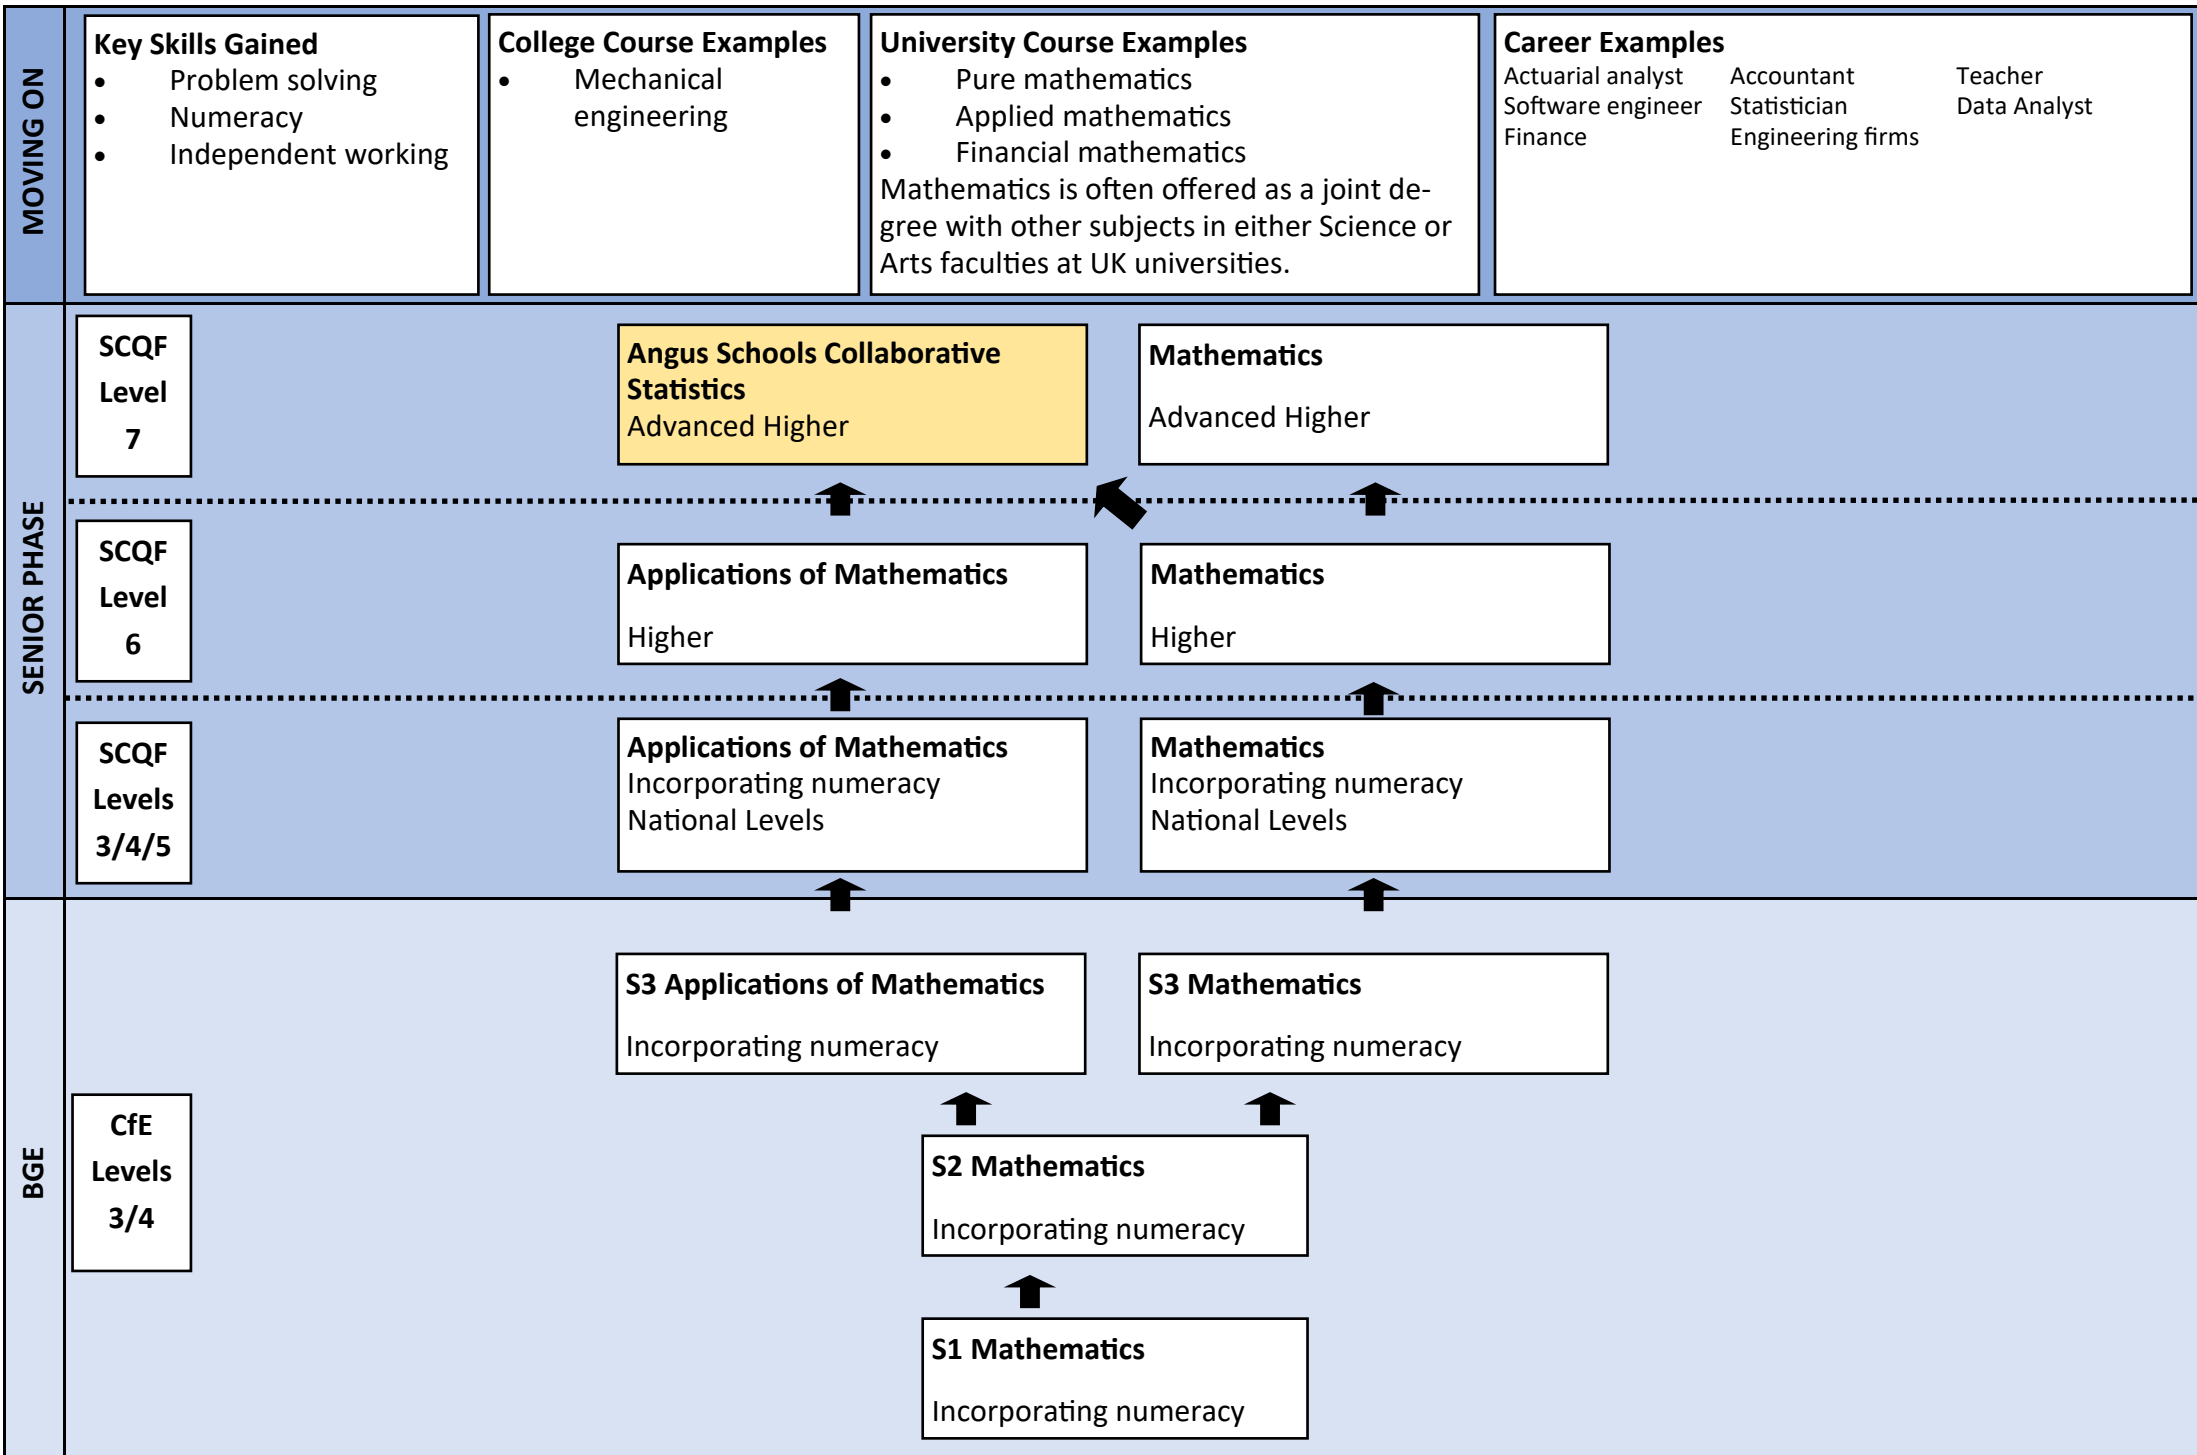 MOVING ON
Key Skills Gained
• Problem solving
• Numeracy
• Independent working
College Course Examples
• Mechanical
engineering
University Course Examples
• Pure mathematics
• Applied mathematics
• Financial mathematics
Mathematics is often offered as a joint de-
gree with other subjects in either Science or
Arts faculties at UK universities.
Career Examples
Actuarial analyst Accountant Teacher
Software engineer Statistician Data Analyst
Finance Engineering firms
SENIOR PHASE
SCQF
Level
7
Angus Schools Collaborative
Statistics
Advanced Higher
Mathematics
Advanced Higher
SCQF
Level
6
Applications of Mathematics
Higher
Mathematics
Higher
SCQF
Levels
3/4/5
Applications of Mathematics
Incorporating numeracy
National Levels
Mathematics
Incorporating numeracy
National Levels
BGE
CfE
Levels
3/4
S3 Applications of Mathematics
Incorporating numeracy
S3 Mathematics
Incorporating numeracy
S2 Mathematics
Incorporating numeracy
S1 Mathematics
Incorporating numeracy